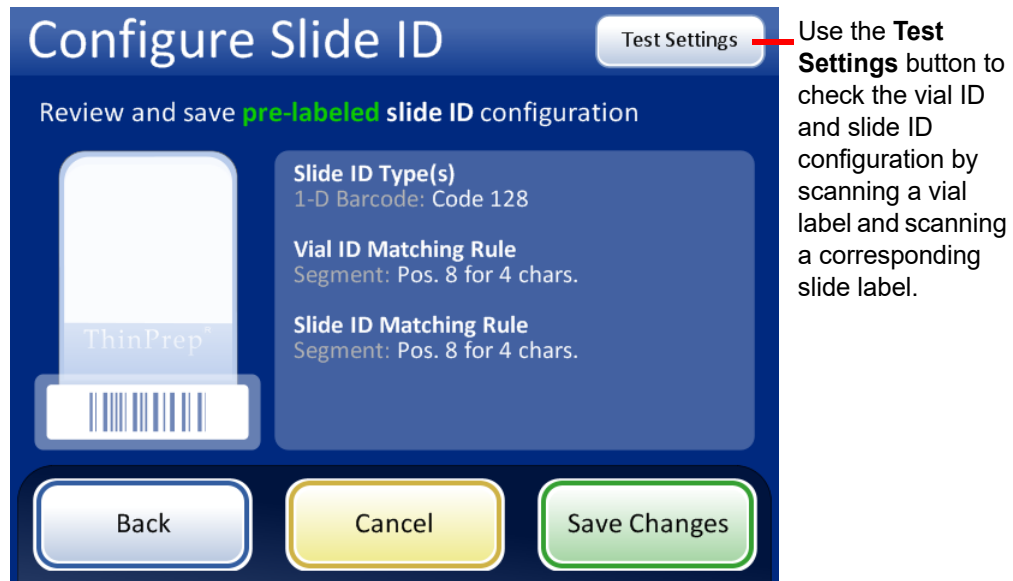 Configure Slide ID
Test Settings
Review and save pre-labeled slide ID configuration
Slide ID Type(s)
1-D Barcode: Code 128
Vial ID Matching Rule
Segment: Pos. 8 for 4 chars.
Slide ID Matching Rule
Segment: Pos. 8 for 4 chars.
ThinPrep®
Back
Cancel
Save Changes
Use the Test
Settings button to
check the vial ID
and slide ID
configuration by
scanning a vial
label and scanning
a corresponding
slide label.